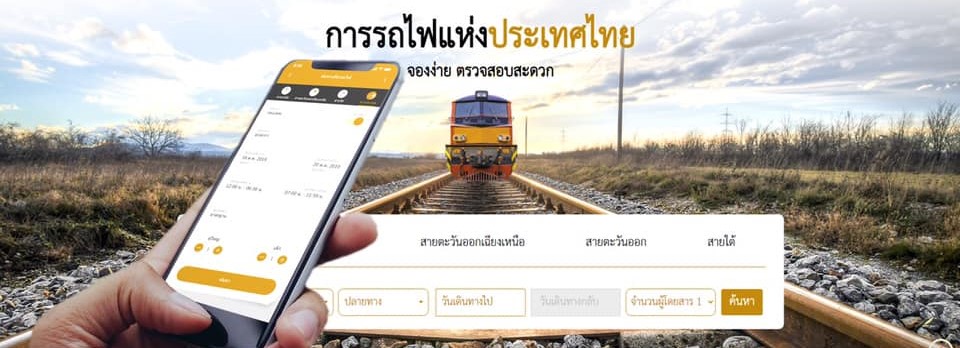 การรถไฟแห่งประเทศไทย
จองง่าย ตรวจสอบสะดวก
สายตะวันออกเฉียงเหนือ สายตะวันออก สายใต้
ปลายทาง วันเดินทางไป วันเดินทางกลับ จำนวนผู้โดยสาร 1 ค้นหา